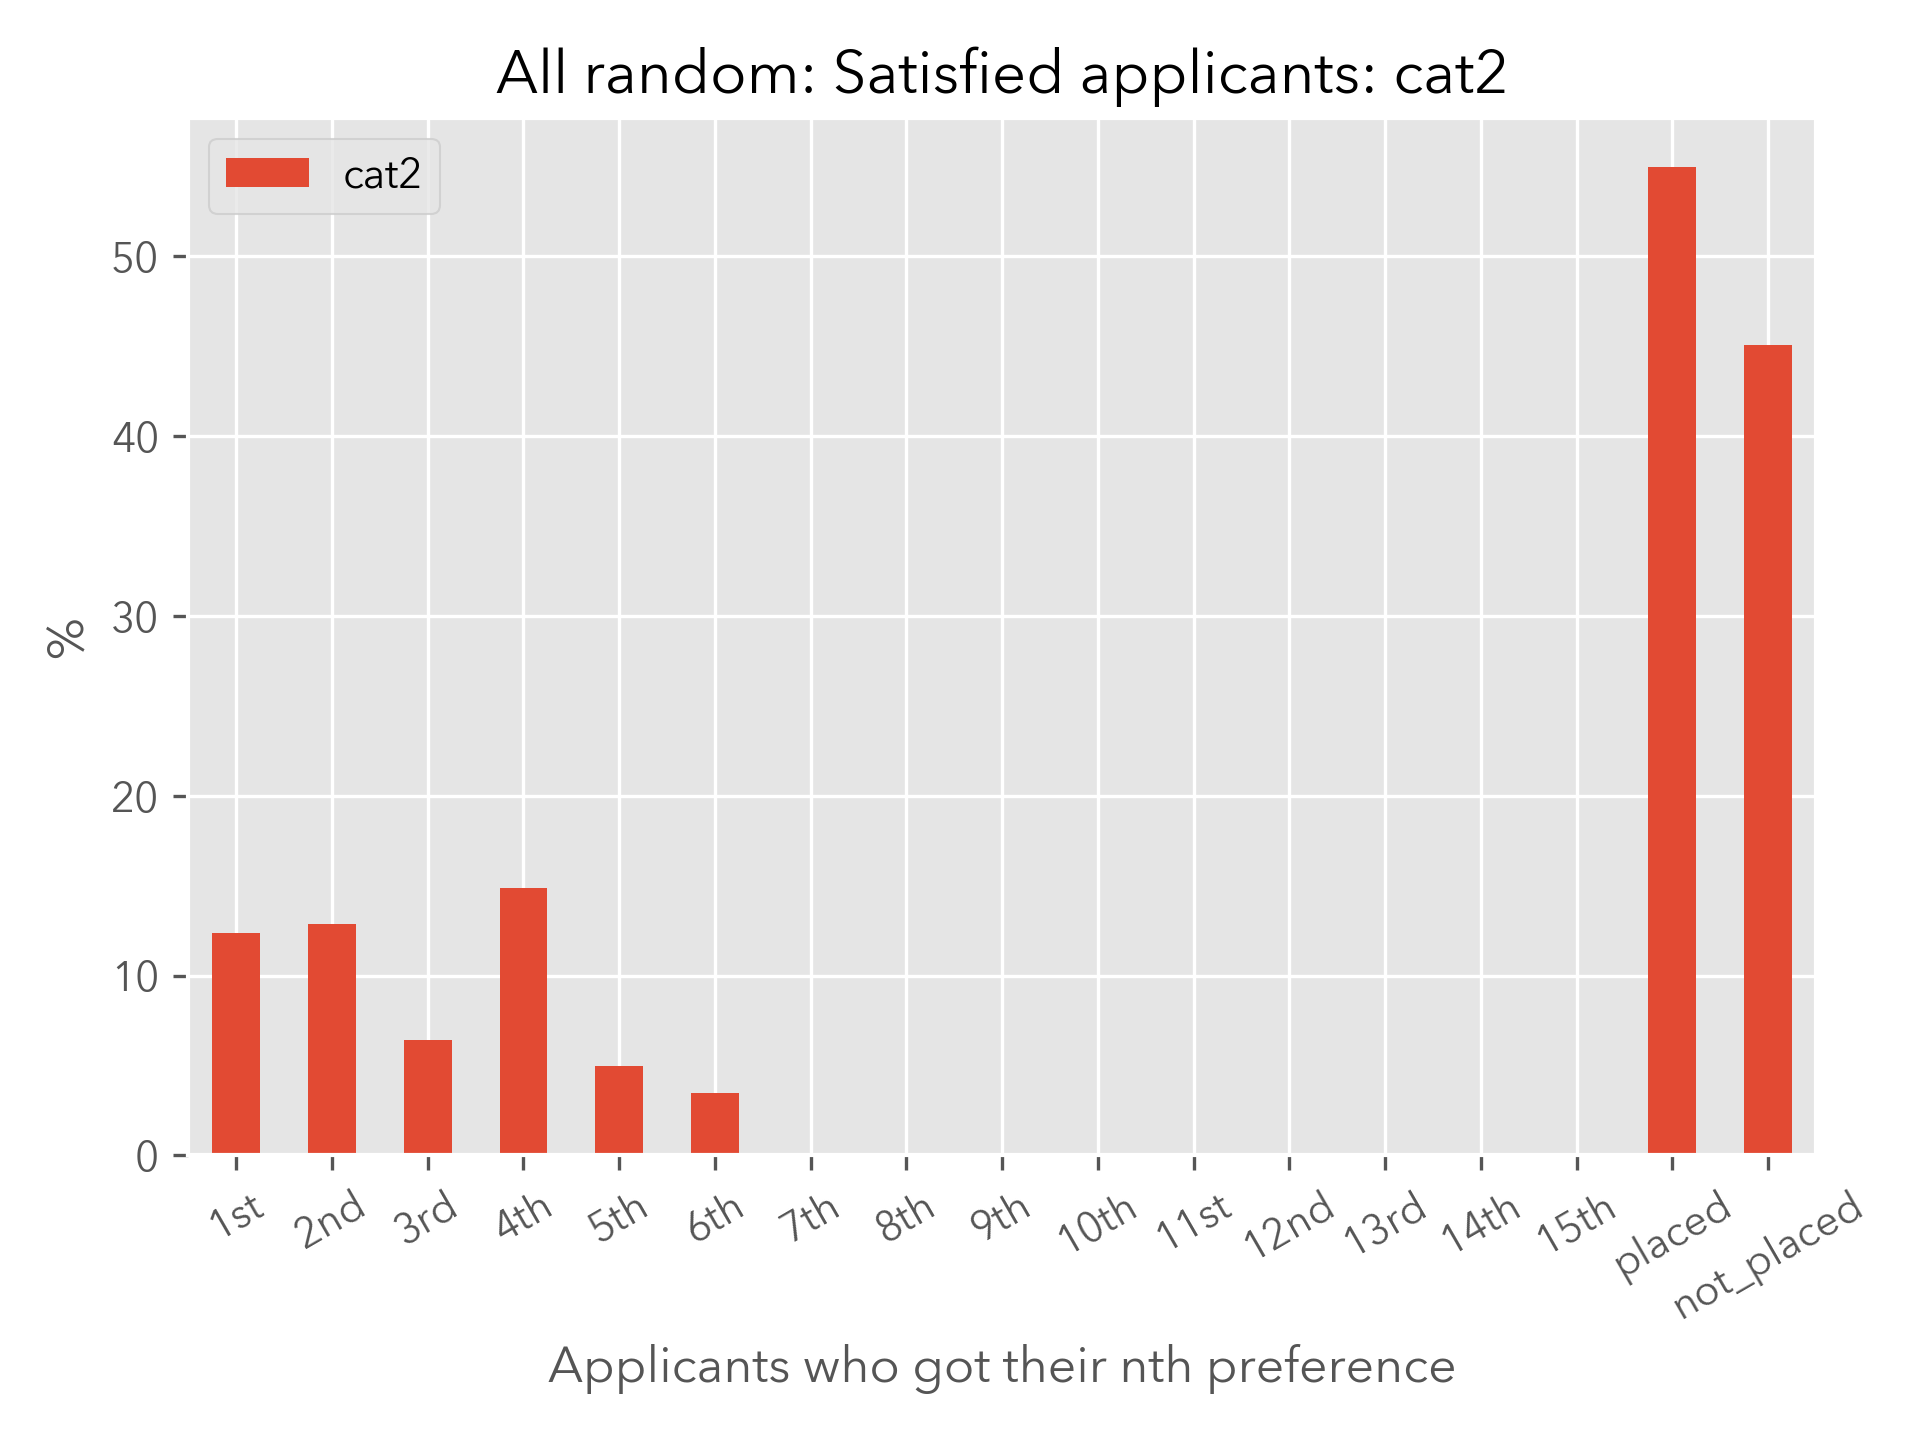 All random: Satisfied applicants: cat2
cat2
50
40
30
20
10
0
%
1st 2nd 3rd 4th 5th 6th 7th 8th 9th 10th 11st 12nd 13rd 14th 15th placed not_placed
Applicants who got their nth preference